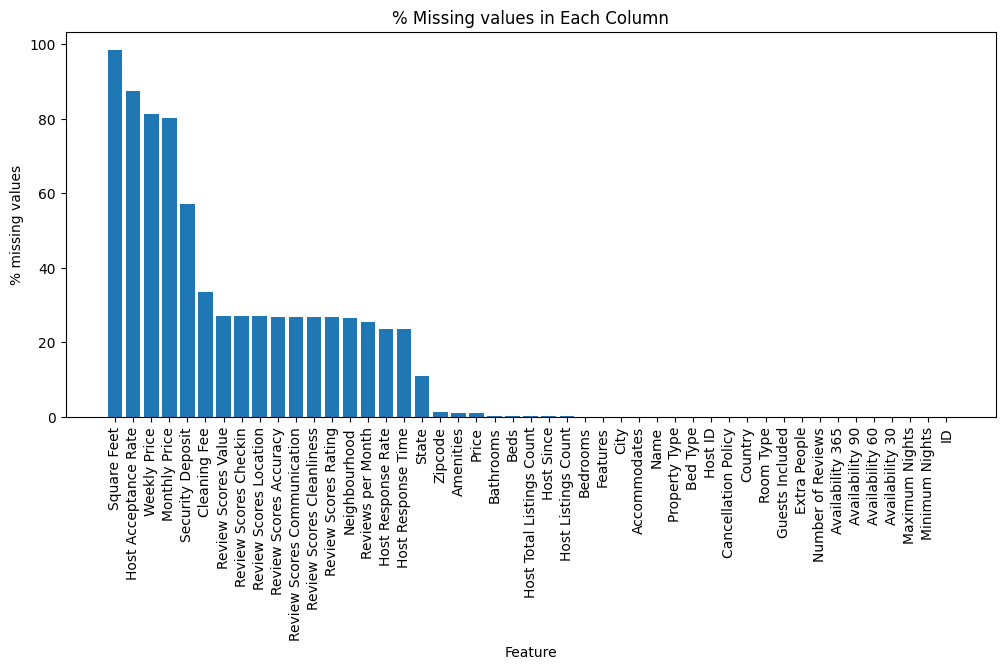 % Missing values in Each Column
% missing values
100
80
60
40
20
0
Square Feet
Host Acceptance Rate
Weekly Price
Monthly Price
Security Deposit
Cleaning Fee
Review Scores Value
Review Scores Checkin
Review Scores Location
Review Scores Accuracy
Review Scores Communication
Review Scores Cleanliness
Review Scores Rating
Neighbourhood
Reviews per Month
Host Response Rate
Host Response Time
State
Zipcode
Amenities
Price
Bathrooms
Beds
Host Total Listings Count
Host Since
Host Listings Count
Bedrooms
Features
City
Accommodates
Name
Property Type
Bed Type
Host ID
Cancellation Policy
Country
Room Type
Guests Included
Extra People
Number of Reviews
Availability 365
Availability 90
Availability 60
Availability 30
Maximum Nights
Minimum Nights
ID
Feature